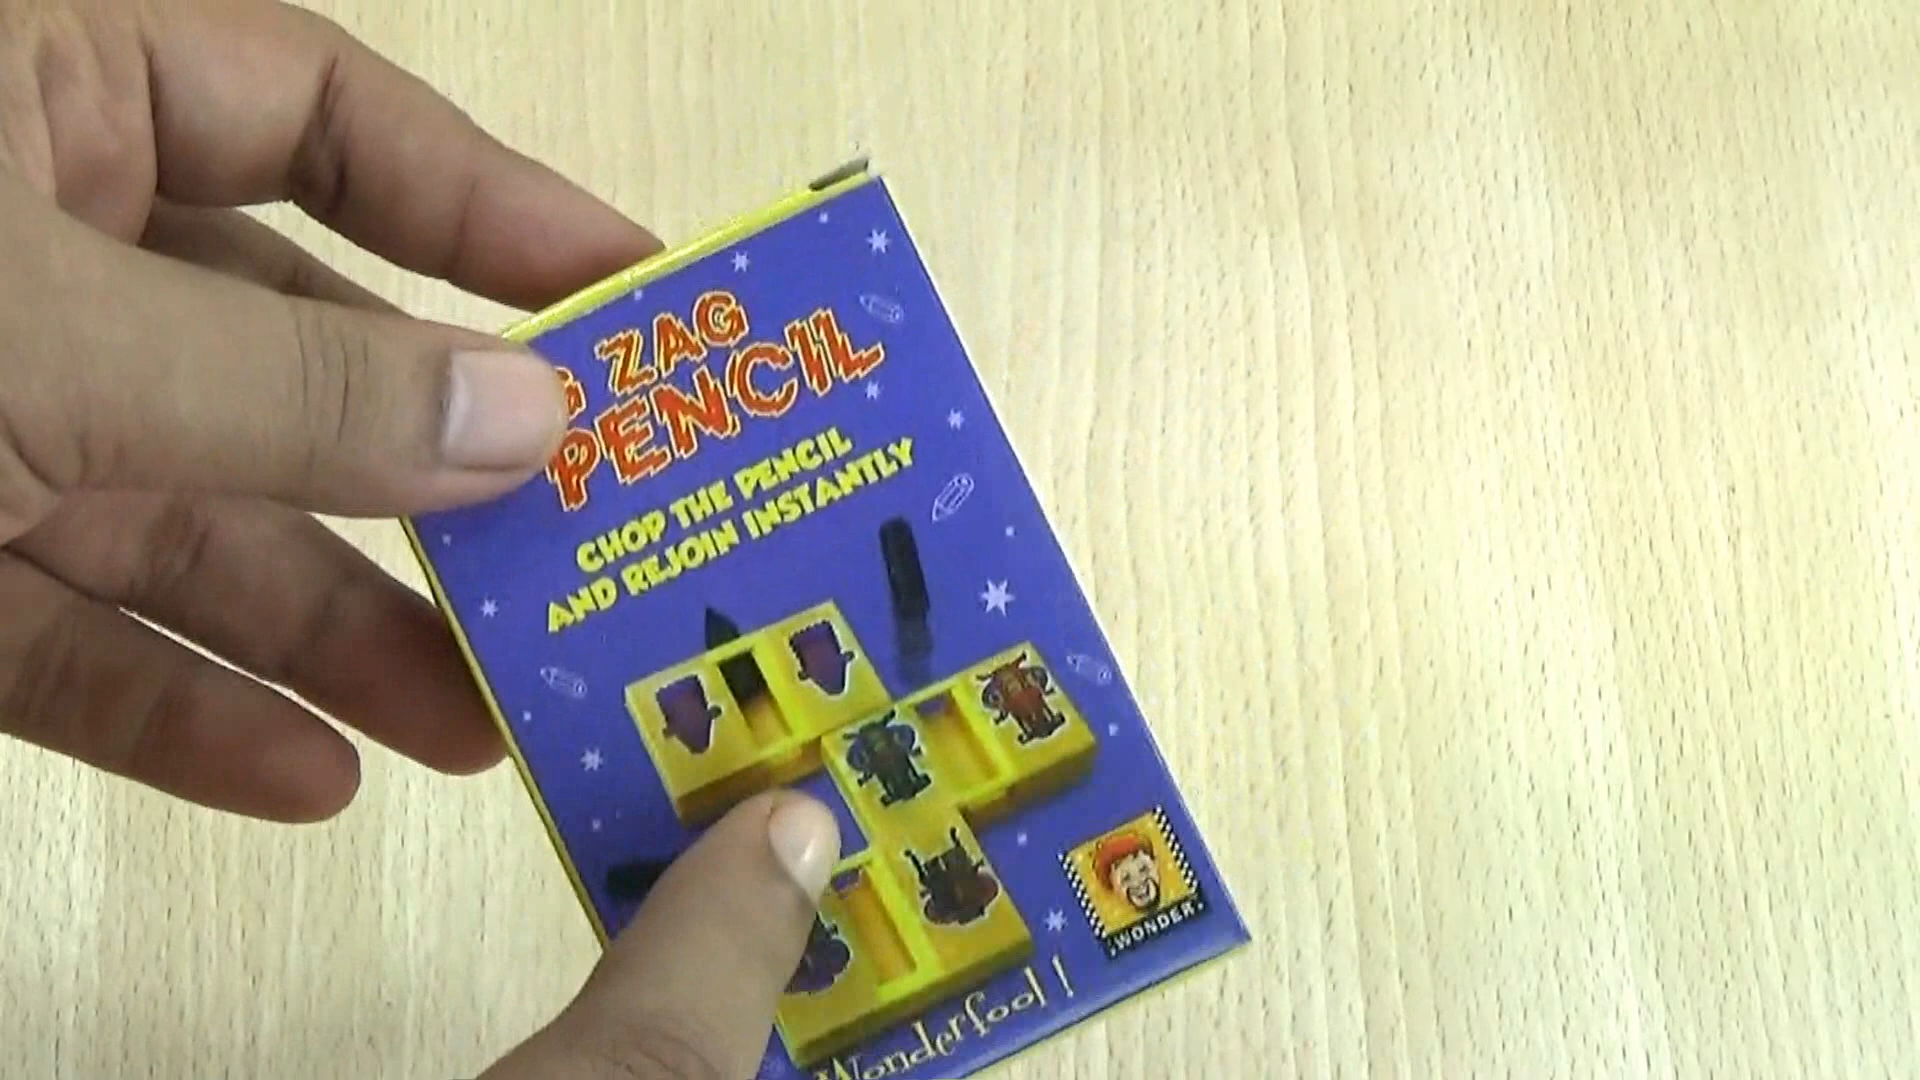 G ZAG
PENCIL
CHOP THE PENCIL
AND REJOIN INSTANTLY
WONDER
Wonderfool !